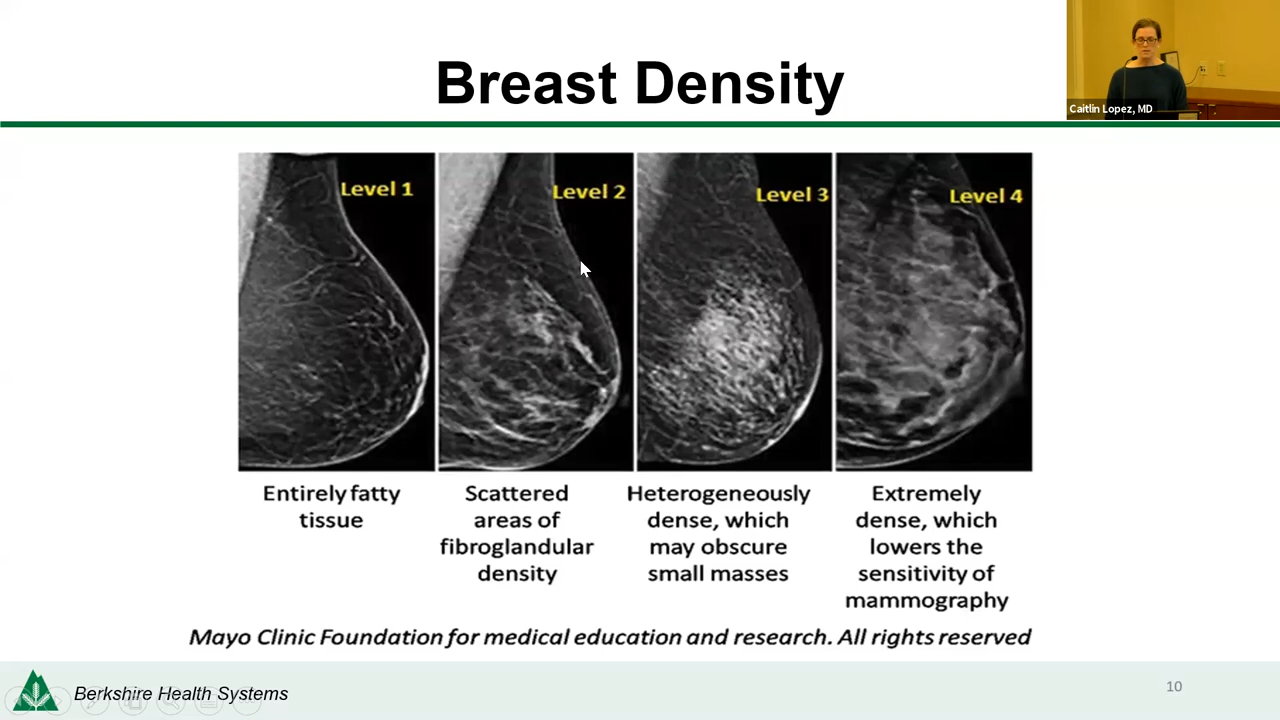 Breast Density
Caitlin Lopez, MD
Level 1
Level 2
Level 3
Level 4
Entirely fatty
tissue
Scattered
areas of
fibroglandular
density
Heterogeneously
dense, which
may obscure
small masses
Extremely
dense, which
lowers the
sensitivity of
mammography
Mayo Clinic Foundation for medical education and research. All rights reserved
Berkshire Health Systems
10